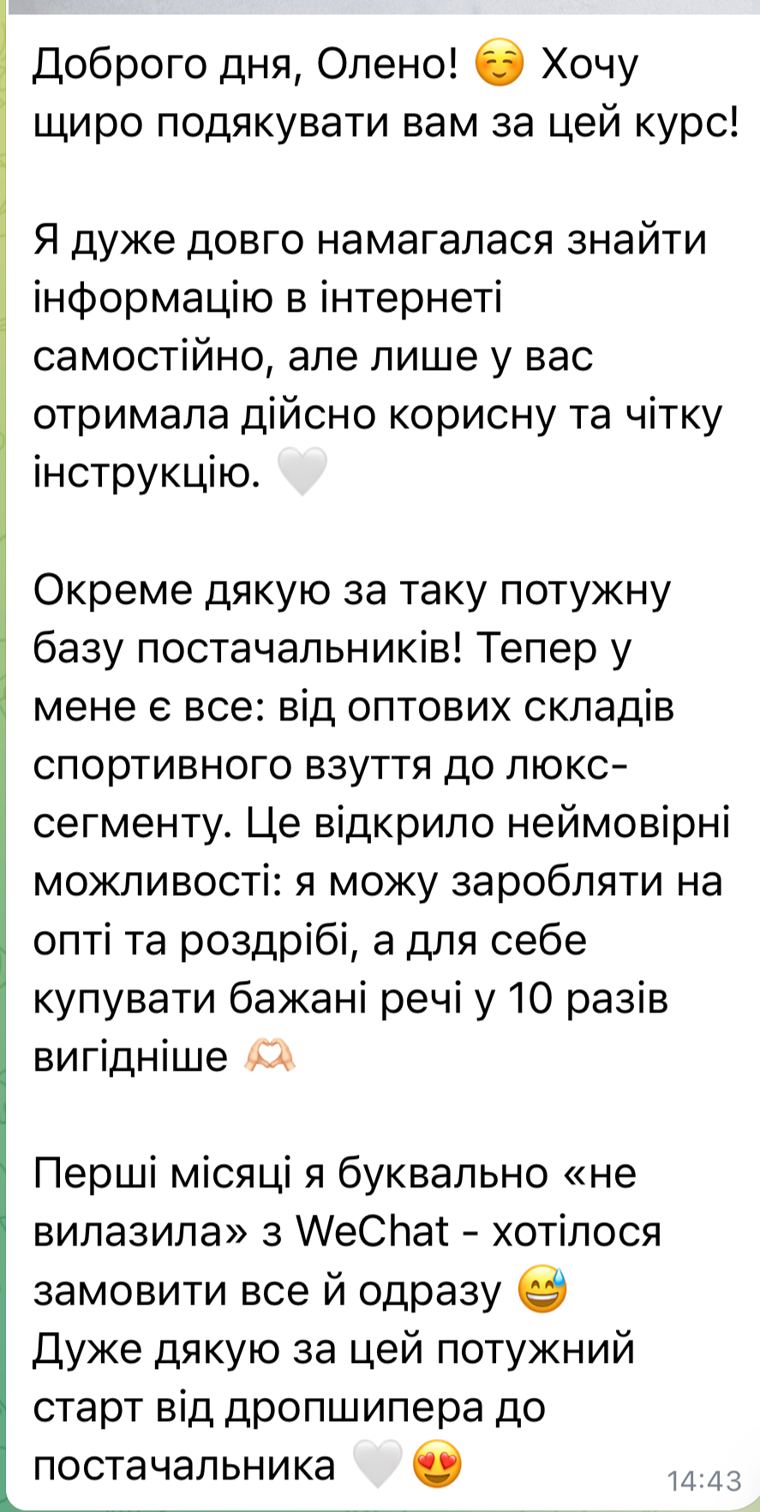 Доброго дня, Олено! ☺️ Хочу
щиро подякувати вам за цей курс!
Я дуже довго намагалася знайти
інформацію в інтернеті
самостійно, але лише у вас
отримала дійсно корисну та чітку
інструкцію. 🤍
Окреме дякую за таку потужну
базу постачальників! Тепер у
мене є все: від оптових складів
спортивного взуття до люкс-
сегменту. Це відкрило неймовірні
можливості: я можу заробляти на
опті та роздрібі, а для себе
купувати бажані речі у 10 разів
вигідніше 🫶🏻
Перші місяці я буквально «не
вилазила» з WeChat - хотілося
замовити все й одразу 😅
Дуже дякую за цей потужний
старт від дропшипера до
постачальника 🤍😍
14:43